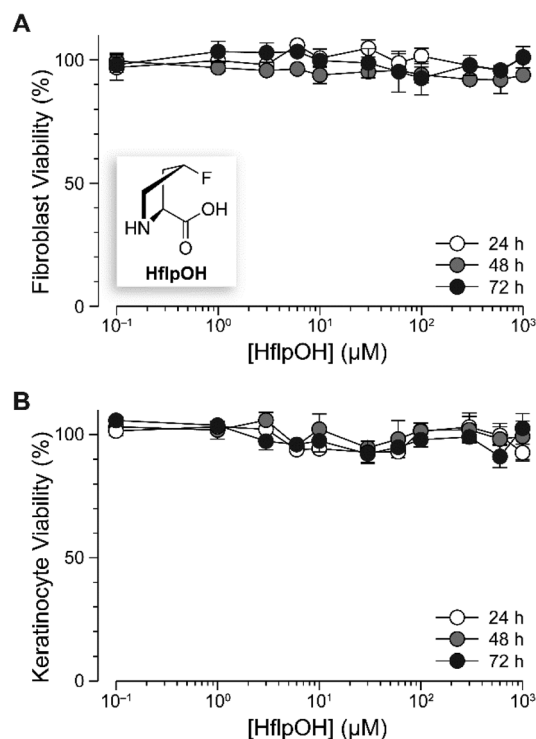 A
Fibroblast Viability (%)
100
50
0
F
OH
HN
O
HflpOH
24 h
48 h
72 h
10⁻¹ 10⁰ 10¹ 10² 10³
[HflpOH] (µM)
B
Keratinocyte Viability (%)
100
50
0
24 h
48 h
72 h
10⁻¹ 10⁰ 10¹ 10² 10³
[HflpOH] (µM)